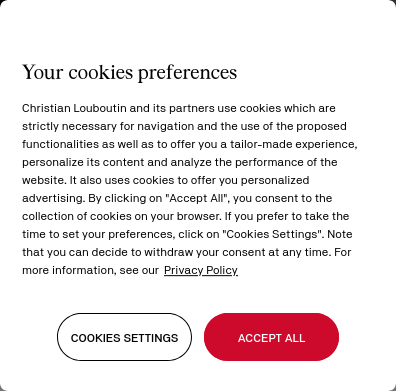 Your cookies preferences
Christian Louboutin and its partners use cookies which are
strictly necessary for navigation and the use of the proposed
functionalities as well as to offer you a tailor-made experience,
personalize its content and analyze the performance of the
website. It also uses cookies to offer you personalized
advertising. By clicking on "Accept All", you consent to the
collection of cookies on your browser. If you prefer to take the
time to set your preferences, click on "Cookies Settings". Note
that you can decide to withdraw your consent at any time. For
more information, see our Privacy Policy
COOKIES SETTINGS
ACCEPT ALL